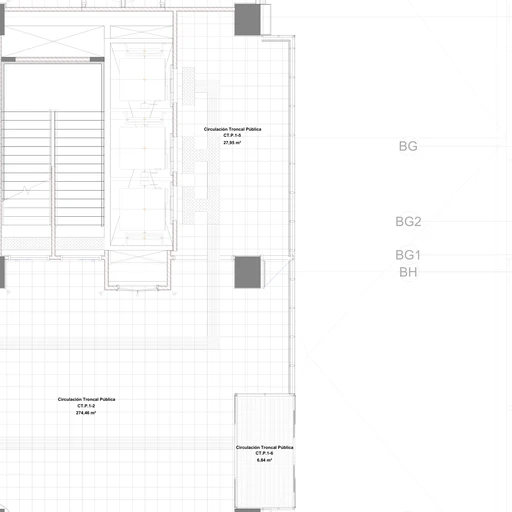 Circulación Troncal Pública
CT.P.1-5
27,95 m²
BG
BG2
BG1
BH
Circulación Troncal Pública
CT.P.1-2
274,46 m²
Circulación Troncal Pública
CT.P.1-6
6,84 m²